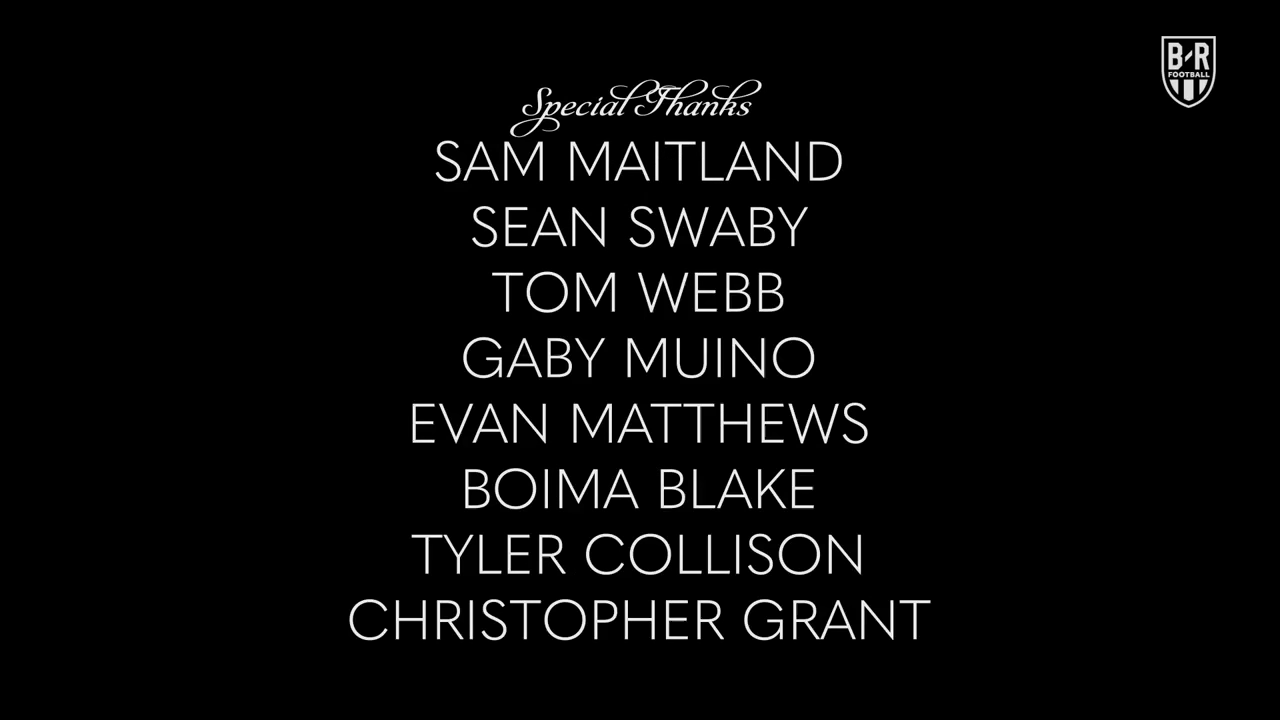 B/R
FOOTBALL
Special Thanks
SAM MAITLAND
SEAN SWABY
TOM WEBB
GABY MUINO
EVAN MATTHEWS
BOIMA BLAKE
TYLER COLLISON
CHRISTOPHER GRANT